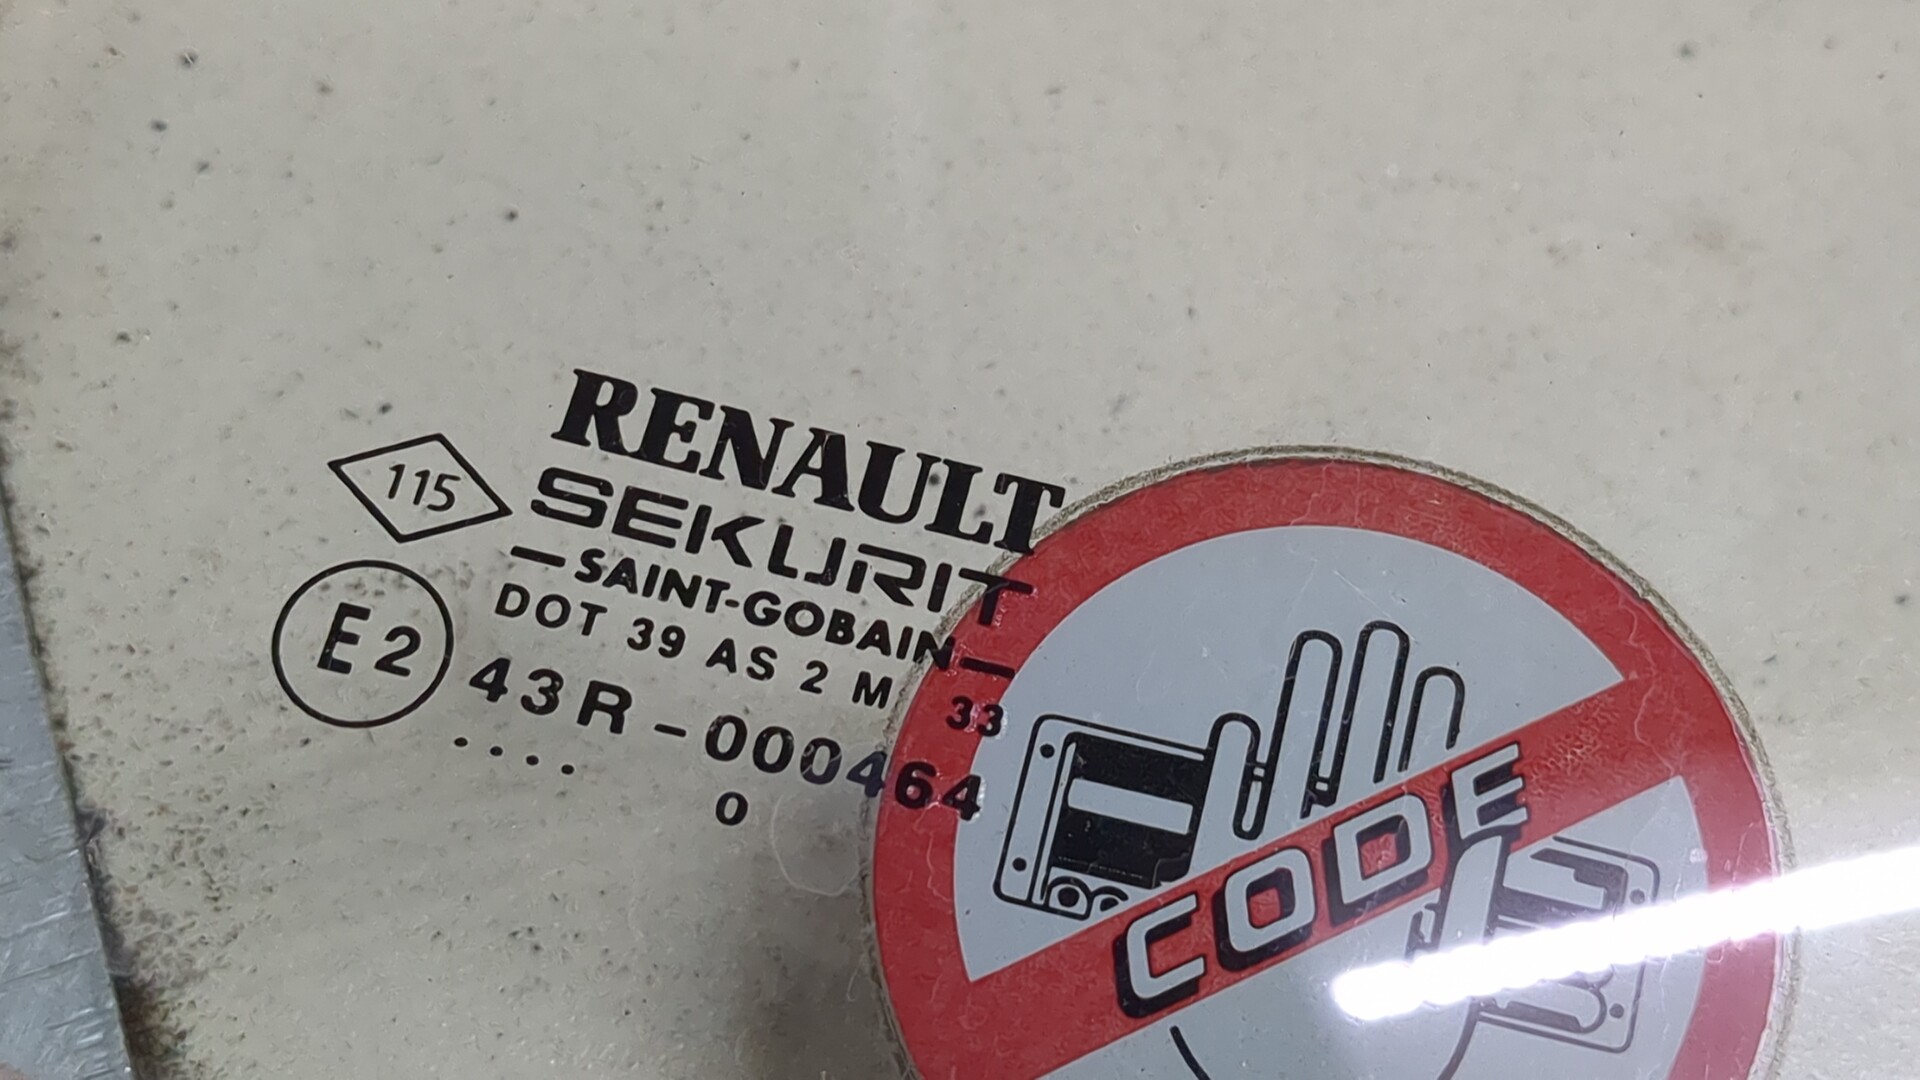 RENAULT
115
SEKURIT
—SAINT-GOBAIN—
DOT 39 AS 2 M 33
E2
43R-000464
....
0
CODE